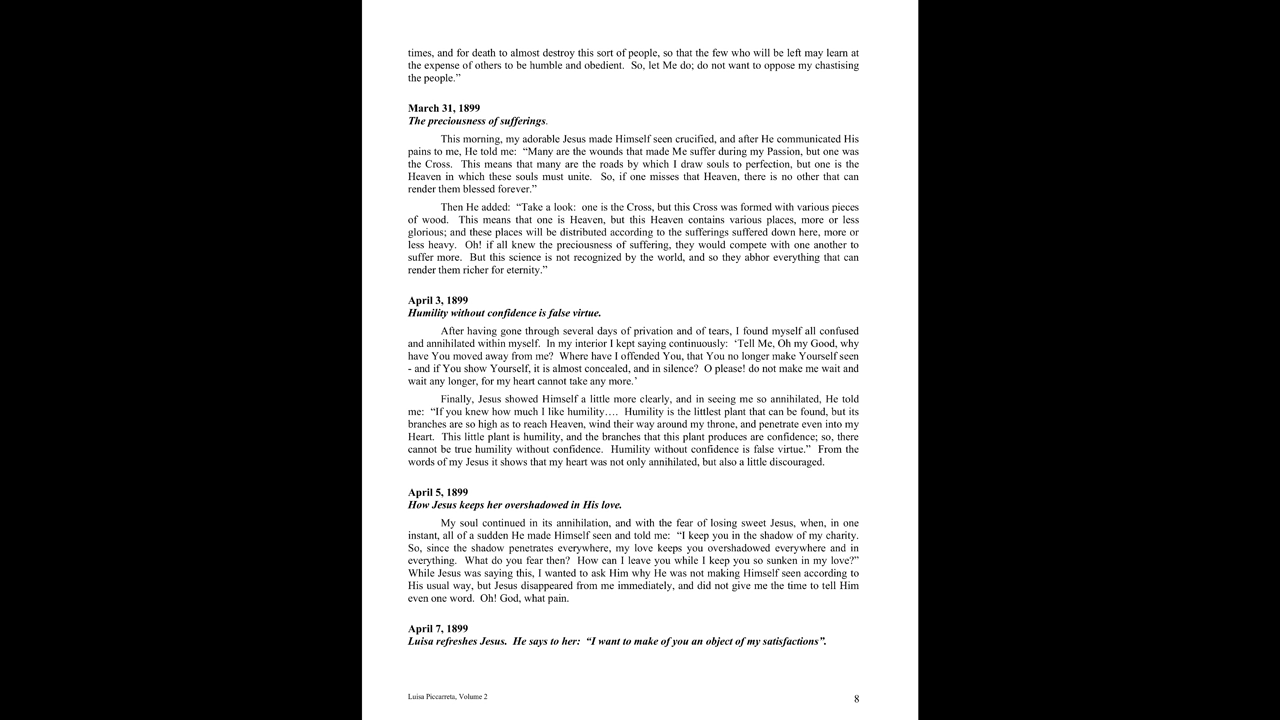 times, and for death to almost destroy this sort of people, so that the few who will be left may learn at
the expense of others to be humble and obedient.  So, let Me do; do not want to oppose my chastising
the people.”
March 31, 1899
The preciousness of sufferings.
This morning, my adorable Jesus made Himself seen crucified, and after He communicated His
pains to me, He told me:  “Many are the wounds that made Me suffer during my Passion, but one was
the Cross.  This means that many are the roads by which I draw souls to perfection, but one is the
Heaven in which these souls must unite.  So, if one misses that Heaven, there is no other that can
render them blessed forever.”
Then He added:  “Take a look:  one is the Cross, but this Cross was formed with various pieces
of wood.  This means that one is Heaven, but this Heaven contains various places, more or less
glorious; and these places will be distributed according to the sufferings suffered down here, more or
less heavy.  Oh! if all knew the preciousness of suffering, they would compete with one another to
suffer more.  But this science is not recognized by the world, and so they abhor everything that can
render them richer for eternity.”
April 3, 1899
Humility without confidence is false virtue.
After having gone through several days of privation and of tears, I found myself all confused
and annihilated within myself.  In my interior I kept saying continuously:  ‘Tell Me, Oh my Good, why
have You moved away from me?  Where have I offended You, that You no longer make Yourself seen
- and if You show Yourself, it is almost concealed, and in silence?  O please! do not make me wait and
wait any longer, for my heart cannot take any more.’
Finally, Jesus showed Himself a little more clearly, and in seeing me so annihilated, He told
me:  “If you knew how much I like humility….  Humility is the littlest plant that can be found, but its
branches are so high as to reach Heaven, wind their way around my throne, and penetrate even into my
Heart.  This little plant is humility, and the branches that this plant produces are confidence; so, there
cannot be true humility without confidence.  Humility without confidence is false virtue.”  From the
words of my Jesus it shows that my heart was not only annihilated, but also a little discouraged.
April 5, 1899
How Jesus keeps her overshadowed in His love.
My soul continued in its annihilation, and with the fear of losing sweet Jesus, when, in one
instant, all of a sudden He made Himself seen and told me:  “I keep you in the shadow of my charity.
So, since the shadow penetrates everywhere, my love keeps you overshadowed everywhere and in
everything.  What do you fear then?  How can I leave you while I keep you so sunken in my love?”
While Jesus was saying this, I wanted to ask Him why He was not making Himself seen according to
His usual way, but Jesus disappeared from me immediately, and did not give me the time to tell Him
even one word.  Oh! God, what pain.
April 7, 1899
Luisa refreshes Jesus.  He says to her:  “I want to make of you an object of my satisfactions”.
Luisa Piccarreta, Volume 2
8